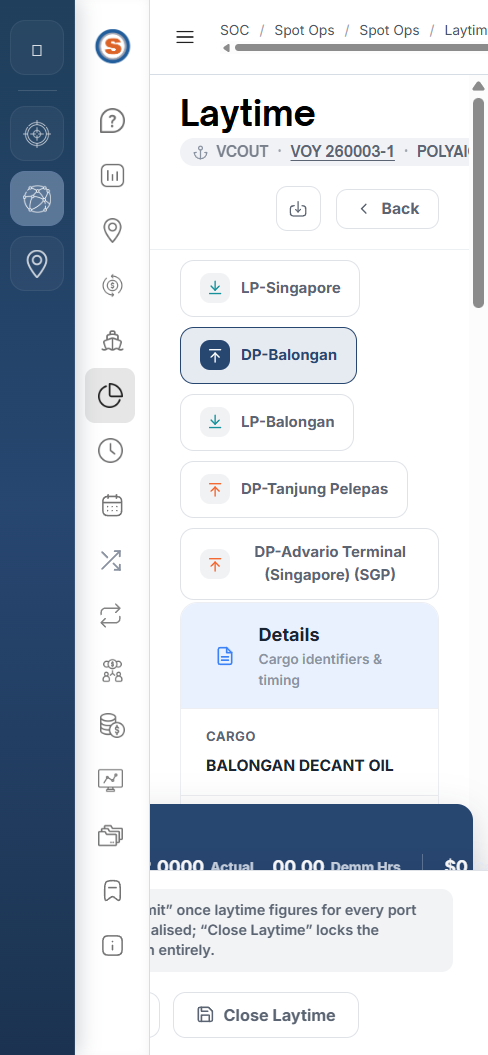 SOC / Spot Ops / Spot Ops / Laytim
Laytime
VCOUT · VOY 260003-1 · POLYAI
Back
LP-Singapore
DP-Balongan
LP-Balongan
DP-Tanjung Pelepas
DP-Advario Terminal
(Singapore) (SGP)
Details
Cargo identifiers &
timing
CARGO
BALONGAN DECANT OIL
.0000 Actual 00.00 Demm Hrs $0
mit” once laytime figures for every port
alised; “Close Laytime” locks the
entirely.
Close Laytime